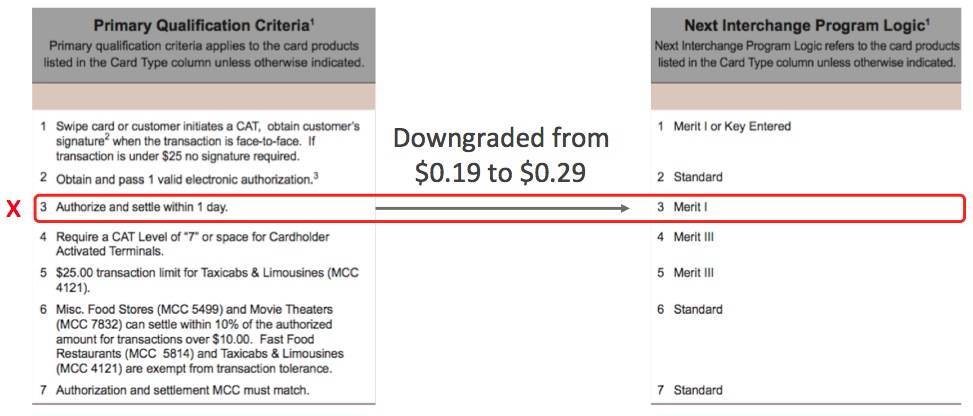 Primary Qualification Criteria¹
Primary qualification criteria applies to the card products
listed in the Card Type column unless otherwise indicated.
1 Swipe card or customer initiates a CAT, obtain customer's
signature² when the transaction is face-to-face. If
transaction is under $25 no signature required.
2 Obtain and pass 1 valid electronic authorization.³
X
3 Authorize and settle within 1 day.
4 Require a CAT Level of "7" or space for Cardholder
Activated Terminals.
5 $25.00 transaction limit for Taxicabs & Limousines (MCC
4121).
6 Misc. Food Stores (MCC 5499) and Movie Theaters
(MCC 7832) can settle within 10% of the authorized
amount for transactions over $10.00. Fast Food
Restaurants (MCC 5814) and Taxicabs & Limousines
(MCC 4121) are exempt from transaction tolerance.
7 Authorization and settlement MCC must match.
Downgraded from
$0.19 to $0.29
Next Interchange Program Logic¹
Next Interchange Program Logic refers to the card products
listed in the Card Type column unless otherwise indicated.
1 Merit I or Key Entered
2 Standard
3 Merit I
4 Merit III
5 Merit III
6 Standard
7 Standard